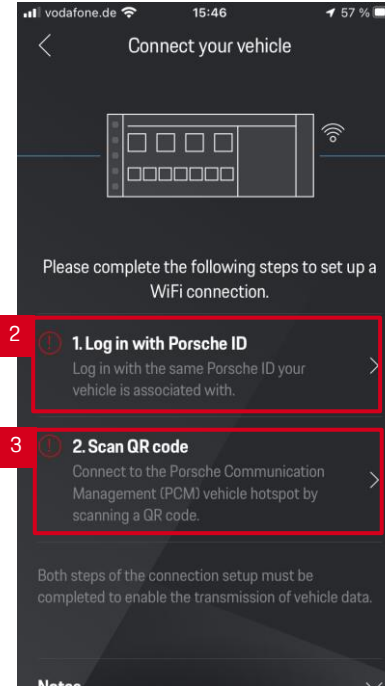 vodafone.de 15:46 57 %
Connect your vehicle
Please complete the following steps to set up a
WiFi connection.
2
1. Log in with Porsche ID
Log in with the same Porsche ID your
vehicle is associated with.
3
2. Scan QR code
Connect to the Porsche Communication
Management (PCM) vehicle hotspot by
scanning a QR code.
Both steps of the connection setup must be
completed to enable the transmission of vehicle data.
Notes